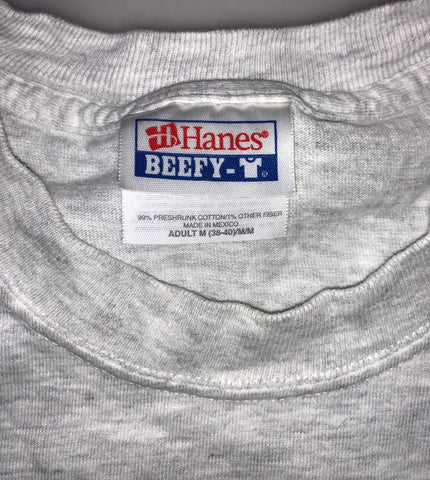 Hanes®
BEEFY-T®
99% PRESHRUNK COTTON/1% OTHER FIBER
MADE IN MEXICO
ADULT M (38-40)/M/M